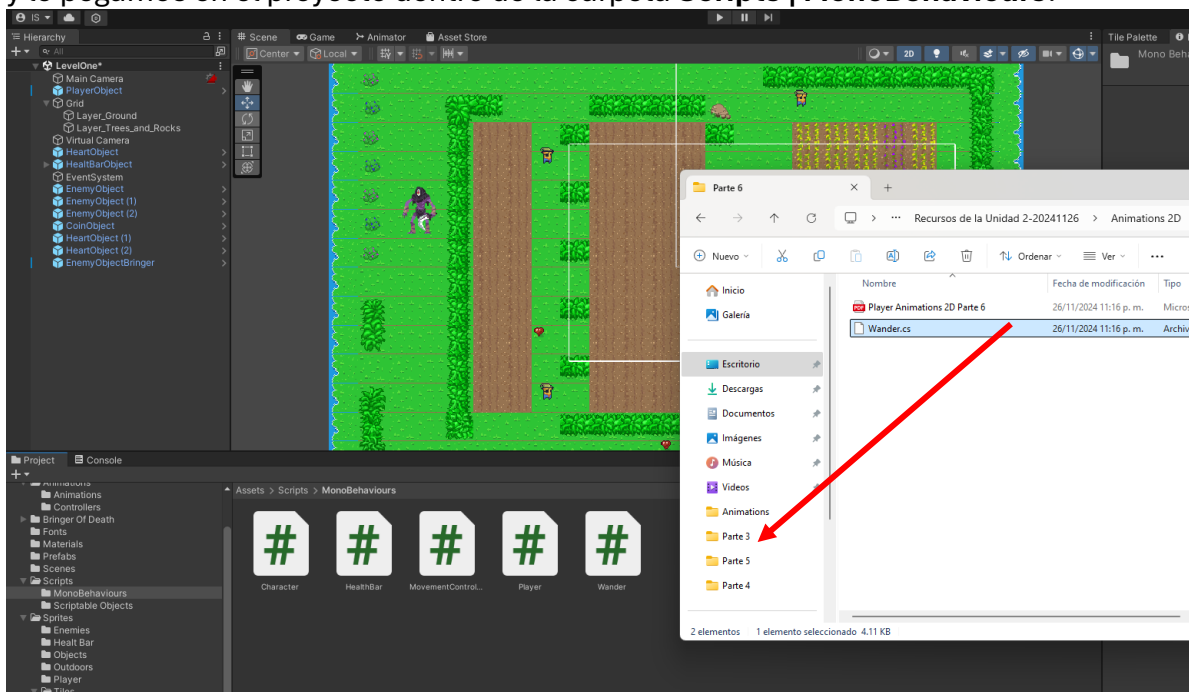 y lo pegamos en el proyecto dentro de la carpeta Scripts | MonoBehaviours.
IS
Hierarchy
Scene
Game
Animator
Asset Store
Tile Palette
All
Center
Local
2D
Mono Beha
LevelOne*
Main Camera
PlayerObject
Grid
Layer_Ground
Layer_Trees_and_Rocks
Virtual Camera
HeartObject
HealtBarObject
EventSystem
EnemyObject
EnemyObject (1)
EnemyObject (2)
CoinObject
HeartObject (1)
HeartObject (2)
EnemyObjectBringer
Parte 6
Recursos de la Unidad 2-20241126 > Animations 2D
Nuevo
Ordenar
Ver
Nombre
Fecha de modificación
Tipo
Player Animations 2D Parte 6
26/11/2024 11:16 p. m.
Micros
Wander.cs
26/11/2024 11:16 p. m.
Archiv
Inicio
Galería
Escritorio
Descargas
Documentos
Imágenes
Música
Videos
Animations
Parte 3
Parte 5
Parte 4
2 elementos
1 elemento seleccionado 4.11 KB
Project
Console
Animations
Animations
Controllers
Bringer Of Death
Fonts
Materials
Prefabs
Scenes
Scripts
MonoBehaviours
Scriptable Objects
Sprites
Enemies
Healt Bar
Objects
Outdoors
Player
Tiles
Assets > Scripts > MonoBehaviours
Character
HealthBar
MovementControl...
Player
Wander